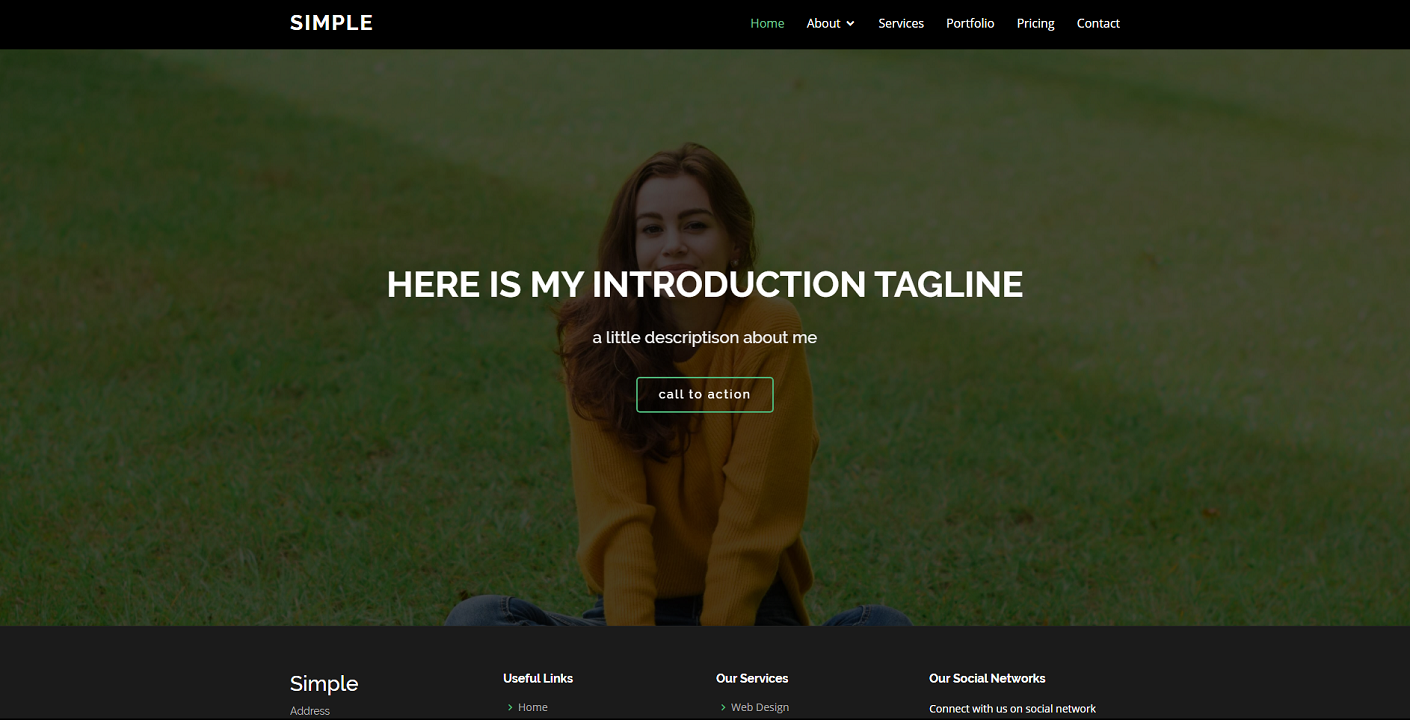 SIMPLE
Home About Services Portfolio Pricing Contact
HERE IS MY INTRODUCTION TAGLINE
a little descriptison about me
call to action
Simple
Address
Useful Links
Home
Our Services
Web Design
Our Social Networks
Connect with us on social network